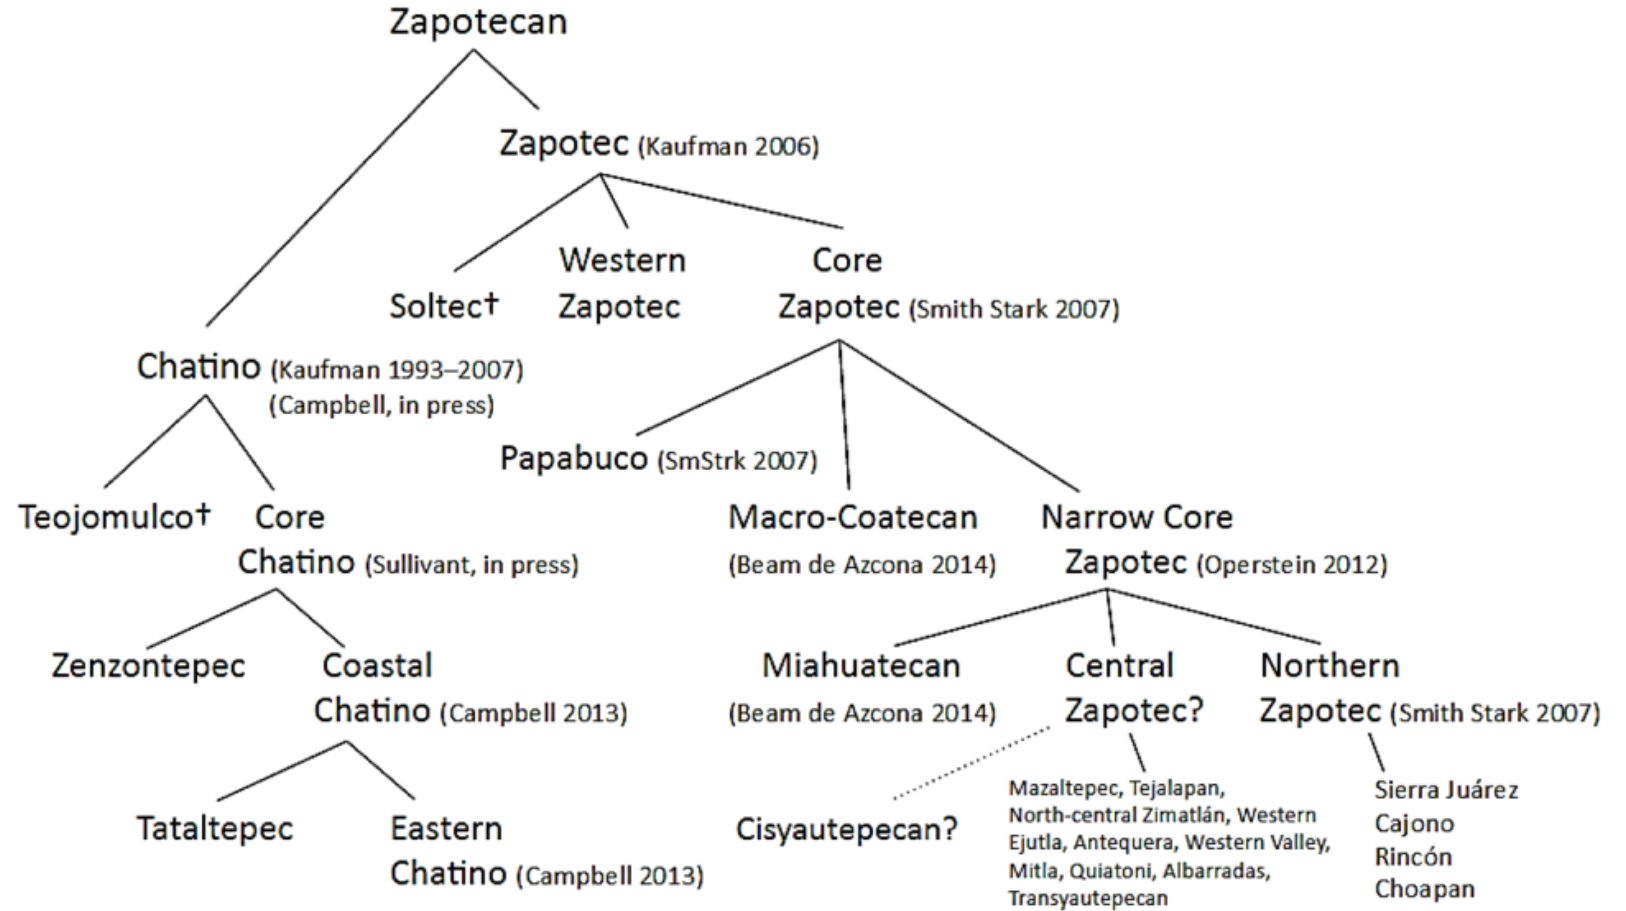 Zapotecan
Zapotec (Kaufman 2006)
Soltec†
Western
Zapotec
Core
Zapotec (Smith Stark 2007)
Chatino (Kaufman 1993–2007)
(Campbell, in press)
Papabuco (SmStrk 2007)
Teojomulco†
Core
Chatino (Sullivant, in press)
Macro-Coatecan
(Beam de Azcona 2014)
Narrow Core
Zapotec (Operstein 2012)
Zenzontepec
Coastal
Chatino (Campbell 2013)
Miahuatecan
(Beam de Azcona 2014)
Central
Zapotec?
Northern
Zapotec (Smith Stark 2007)
Tataltepec
Eastern
Chatino (Campbell 2013)
Cisyautepecan?
Mazaltepec, Tejalapan,
North-central Zimatlán, Western
Ejutla, Antequera, Western Valley,
Mitla, Quiatoni, Albarradas,
Transyautepecan
Sierra Juárez
Cajono
Rincón
Choapan